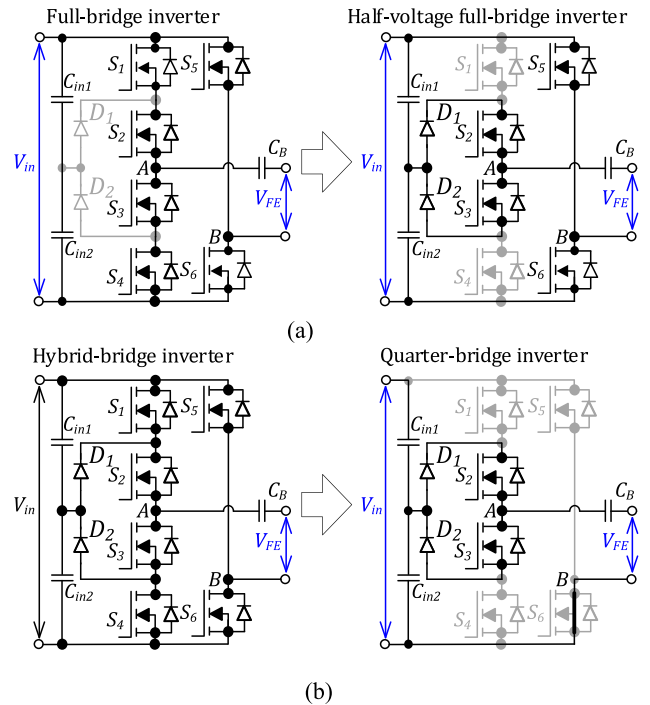 Full-bridge inverter
Half-voltage full-bridge inverter
S1
S5
Cin1
D1
S2
Vin
A
CB
D2
S3
VFE
B
Cin2
S4
S6
S1
S5
Cin1
D1
S2
Vin
A
CB
D2
S3
VFE
B
Cin2
S4
S6
(a)
Hybrid-bridge inverter
Quarter-bridge inverter
S1
S5
Cin1
D1
S2
Vin
A
CB
D2
S3
VFE
B
Cin2
S4
S6
S1
S5
Cin1
D1
S2
Vin
A
CB
D2
S3
VFE
B
Cin2
S4
S6
(b)